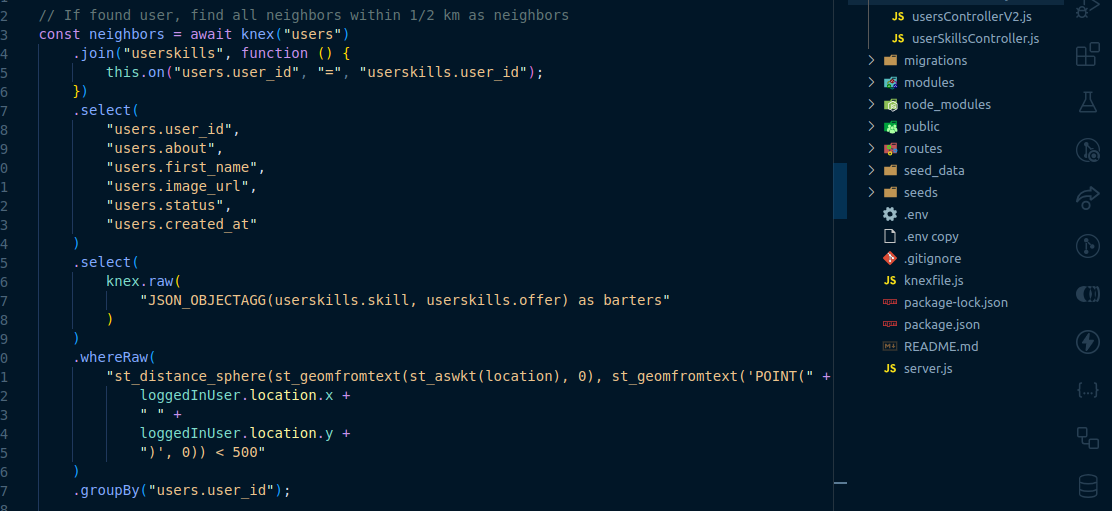 2 // If found user, find all neighbors within 1/2 km as neighbors
3 const neighbors = await knex("users")
4     .join("userskills", function () {
5         this.on("users.user_id", "=", "userskills.user_id");
6     })
7     .select(
8         "users.user_id",
9         "users.about",
0         "users.first_name",
1         "users.image_url",
2         "users.status",
3         "users.created_at"
4     )
5     .select(
6         knex.raw(
7             "JSON_OBJECTAGG(userskills.skill, userskills.offer) as barters"
8         )
9     )
0     .whereRaw(
1         "st_distance_sphere(st_geomfromtext(st_aswkt(location), 0), st_geomfromtext('POINT(" +
2             loggedInUser.location.x +
3             " " +
4             loggedInUser.location.y +
5             ")', 0)) < 500"
6     )
7     .groupBy("users.user_id");
8
JS usersControllerV2.js
JS userSkillsController.js
migrations
modules
node_modules
public
routes
seed_data
seeds
.env
.env copy
.gitignore
JS knexfile.js
package-lock.json
package.json
README.md
JS server.js